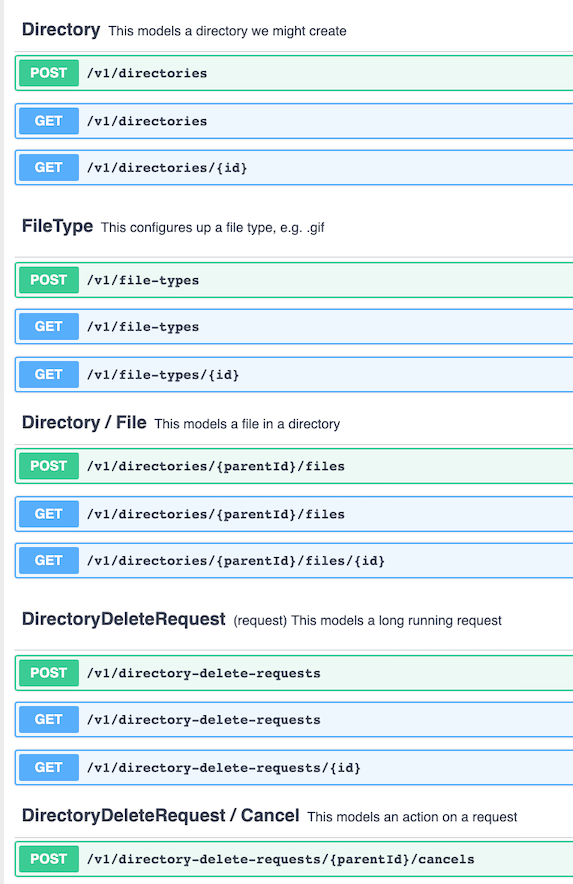 Directory This models a directory we might create
POST /v1/directories
GET /v1/directories
GET /v1/directories/{id}
FileType This configures up a file type, e.g. .gif
POST /v1/file-types
GET /v1/file-types
GET /v1/file-types/{id}
Directory / File This models a file in a directory
POST /v1/directories/{parentId}/files
GET /v1/directories/{parentId}/files
GET /v1/directories/{parentId}/files/{id}
DirectoryDeleteRequest (request) This models a long running request
POST /v1/directory-delete-requests
GET /v1/directory-delete-requests
GET /v1/directory-delete-requests/{id}
DirectoryDeleteRequest / Cancel This models an action on a request
POST /v1/directory-delete-requests/{parentId}/cancels